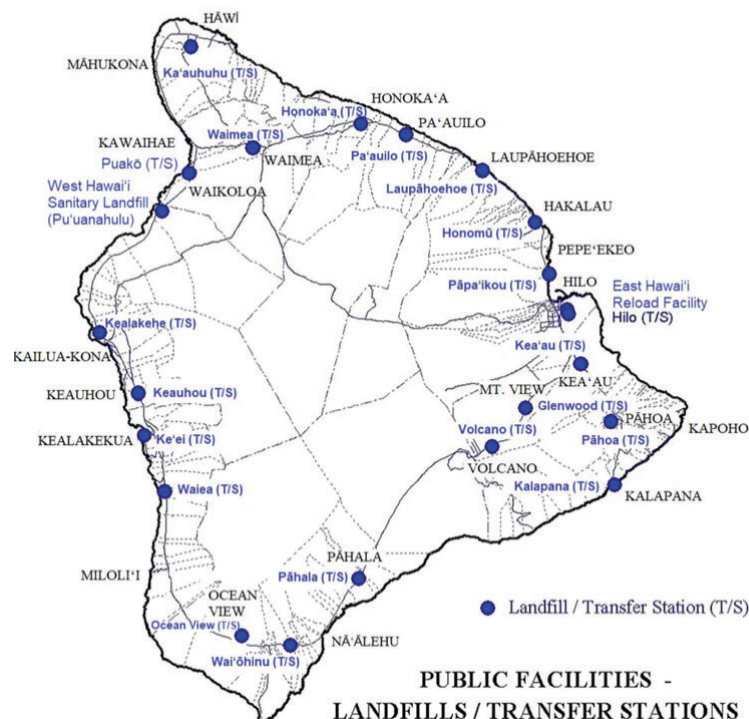 HĀWĪ
MĀHUKONA
Ka'auhuhu (T/S)
HONOKA'A
Honoka'a (T/S)
PA'AUILO
KAWAIHAE
Waimea (T/S)
WAIMEA
Pa'auilo (T/S)
Puakō (T/S)
LAUPĀHOEHOE
Laupāhoehoe (T/S)
West Hawai'i
Sanitary Landfill
(Pu'uanahulu)
WAIKOLOA
HAKALAU
Honomū (T/S)
PEPE'EKEO
Pāpa'ikou (T/S)
HILO
East Hawai'i
Reload Facility
Hilo (T/S)
Kealakehe (T/S)
KAILUA-KONA
Kea'au (T/S)
KEA'AU
KEAUHOU
Keauhou (T/S)
MT. VIEW
Glenwood (T/S)
PĀHOA
KAPOHO
KEALAKEKUA
Ke'ei (T/S)
Volcano (T/S)
Pāhoa (T/S)
VOLCANO
Waiea (T/S)
Kalapana (T/S)
KALAPANA
MILOLI'I
PĀHALA
Pāhala (T/S)
OCEAN
VIEW
Ocean View (T/S)
NĀ'ĀLEHU
Wai'ōhinu (T/S)
Landfill / Transfer Station (T/S)
PUBLIC FACILITIES -
LANDFILLS / TRANSFER STATIONS